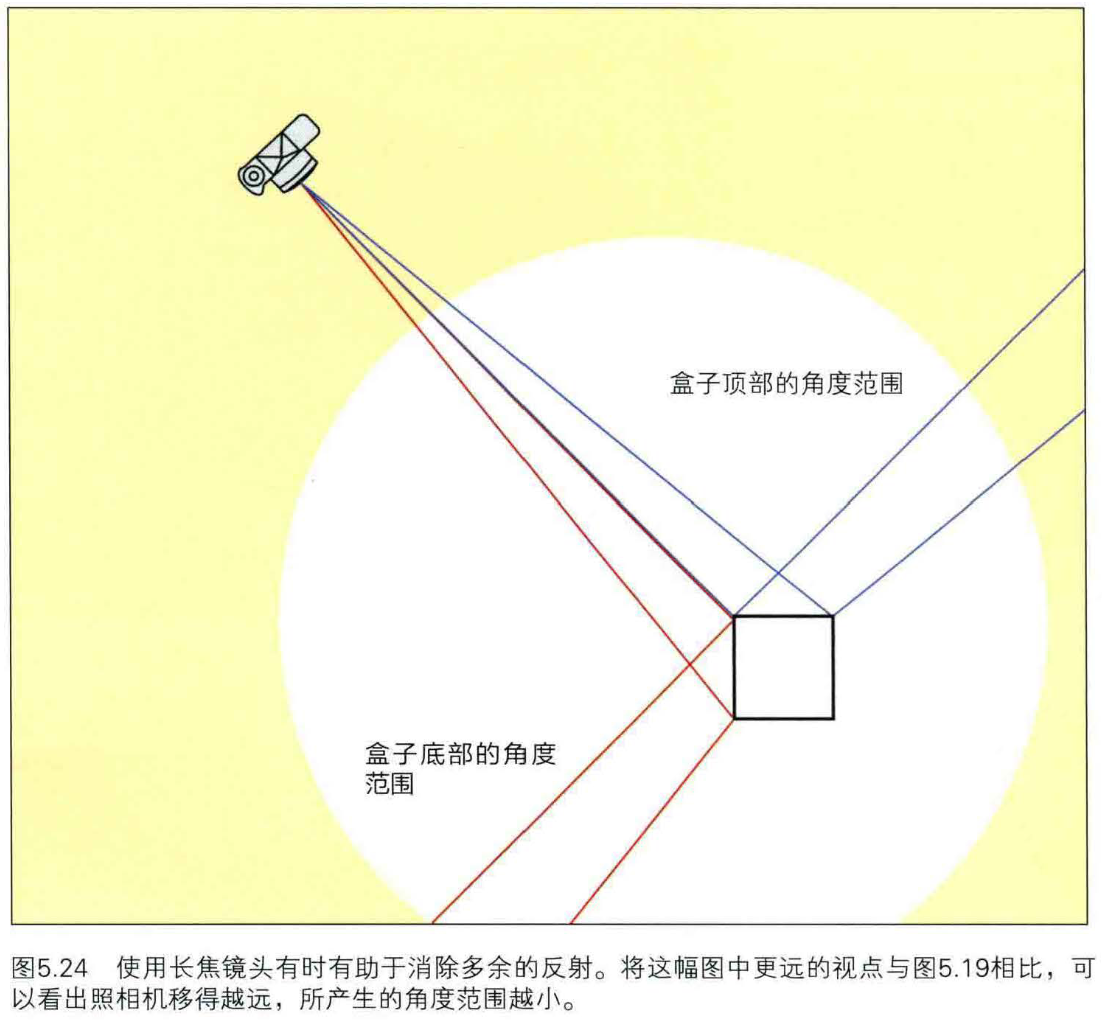 盒子顶部的角度范围
盒子底部的角度
范围
图5.24 使用长焦镜头有时有助于消除多余的反射。将这幅图中更远的视点与图5.19相比，可
以看出照相机移得越远，所产生的角度范围越小。